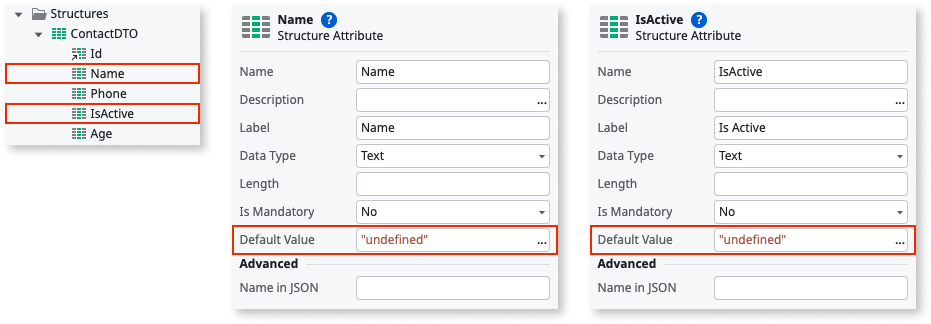 Structures
ContactDTO
Id
Name
Phone
IsActive
Age
Name ?
Structure Attribute
Name Name
Description ...
Label Name
Data Type Text
Length
Is Mandatory No
Default Value "undefined" ...
Advanced
Name in JSON
IsActive ?
Structure Attribute
Name IsActive
Description ...
Label Is Active
Data Type Text
Length
Is Mandatory No
Default Value "undefined" ...
Advanced
Name in JSON